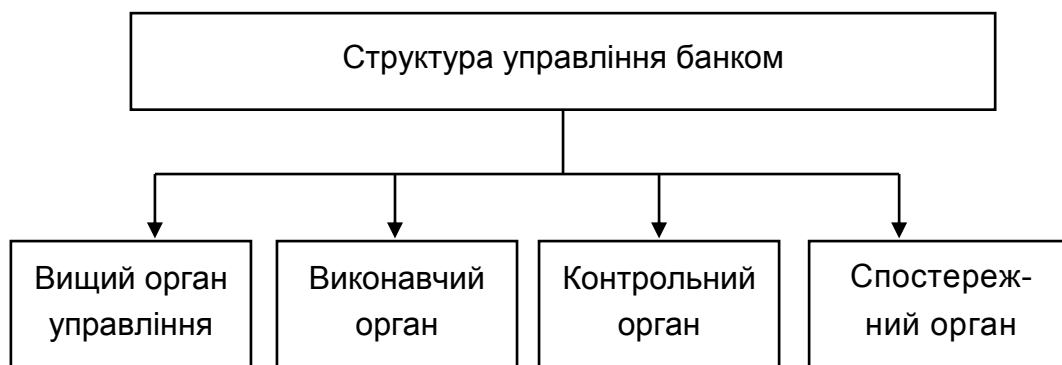 Структура управління банком
Вищий орган
управління
Виконавчий
орган
Контрольний
орган
Спостереж-
ний орган